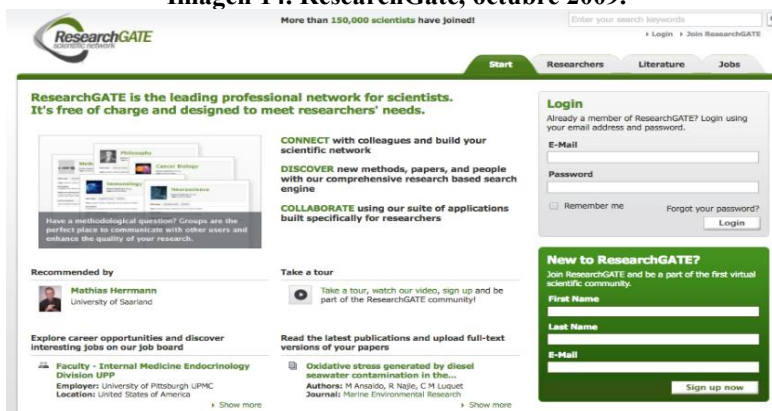 Imagen 14. ResearchGate, octubre 2009.
ResearchGATE
scientific network
More than 150,000 scientists have joined!
Enter your search keywords
Login Join ResearchGATE
Start
Researchers
Literature
Jobs
ResearchGATE is the leading professional network for scientists.
It's free of charge and designed to meet researchers' needs.
Philosophy
Cancer Biology
Immunology
Neuroscience
Have a methodological question? Groups are the
perfect place to communicate with other users and
enhance the quality of your research.
CONNECT with colleagues and build your
scientific network
DISCOVER new methods, papers, and people
with our comprehensive research based search
engine
COLLABORATE using our suite of applications
built specifically for researchers
Recommended by
Mathias Herrmann
University of Saarland
Take a tour
Take a tour, watch our video, sign up and be
part of the ResearchGATE community!
Explore career opportunities and discover
interesting jobs on our job board
Faculty - Internal Medicine Endocrinology
Division UPP
Employer: University of Pittsburgh UPMC
Location: United States of America
Show more
Read the latest publications and upload full-text
versions of your papers
Oxidative stress generated by diesel
seawater contamination in the...
Authors: M Ansaldo, R Najle, C M Luquet
Journal: Marine Environmental Research
Show more
Login
Already a member of ResearchGATE? Login using
your email address and password.
E-Mail
Password
Remember me
Forgot your password?
Login
New to ResearchGATE?
Join ResearchGATE and be a part of the first virtual
scientific community.
First Name
Last Name
E-Mail
Sign up now